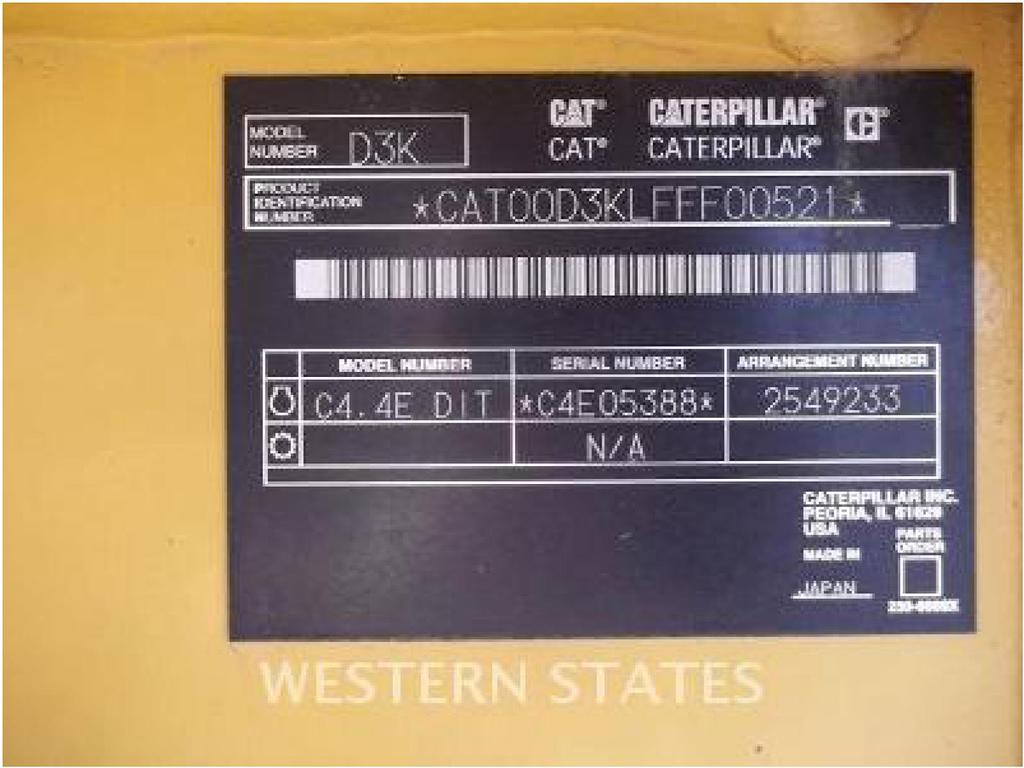 CAT® CATERPILLAR® C®
CAT® CATERPILLAR®
MODEL NUMBER D3K
PRODUCT IDENTIFICATION NUMBER *CAT00D3KLFFF00521*
MODEL NUMBER SERIAL NUMBER ARRANGEMENT NUMBER
C4.4E DIT *C4E05388* 2549233
N/A
CATERPILLAR INC.
PEORIA, IL 61629
USA
MADE IN
JAPAN
PARTS
ORDER
WESTERN STATES